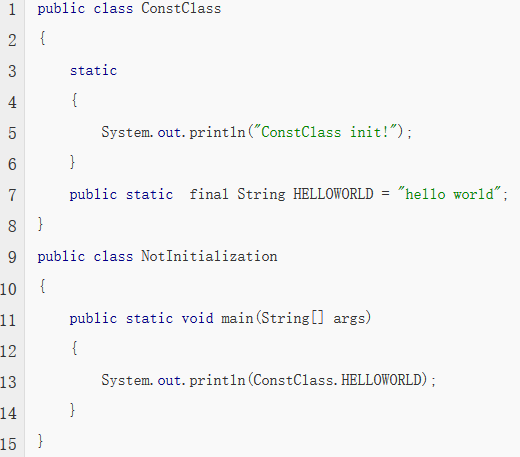 1 public class ConstClass
2 {
3     static
4     {
5         System.out.println("ConstClass init!");
6     }
7     public static  final String HELLOWORLD = "hello world";
8 }
9 public class NotInitialization
10 {
11     public static void main(String[] args)
12     {
13         System.out.println(ConstClass.HELLOWORLD);
14     }
15 }